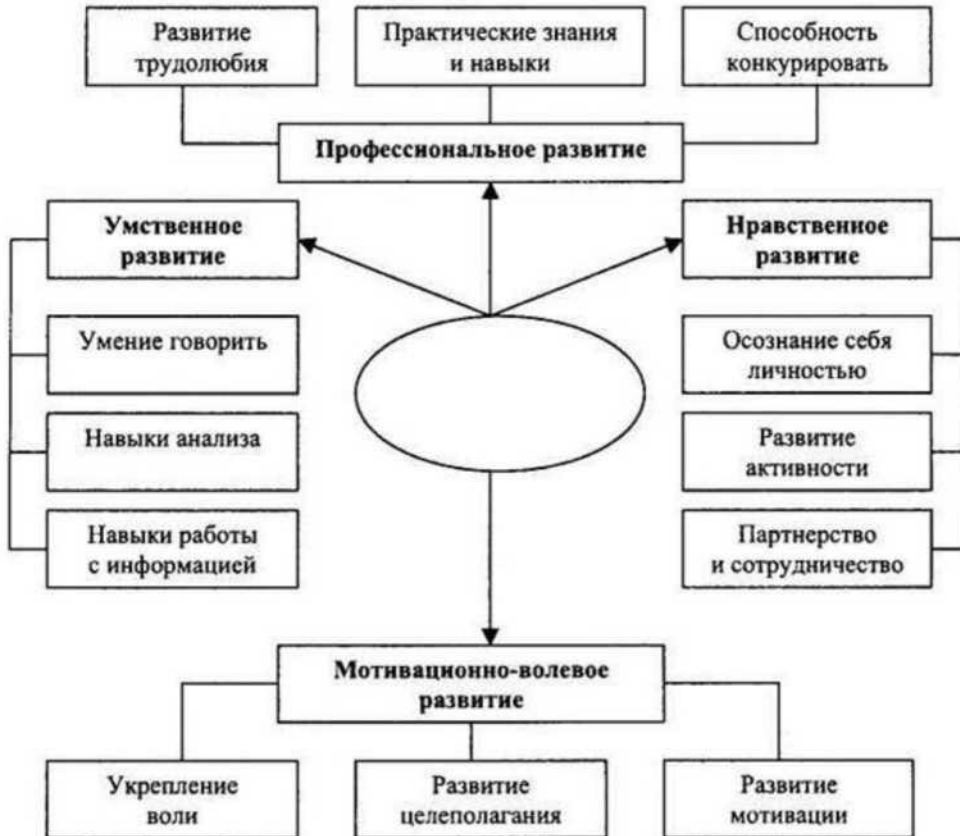 Развитие
трудолюбия
Практические знания
и навыки
Способность
конкурировать
Профессиональное развитие
Умственное
развитие
Нравственное
развитие
Умение говорить
Осознание себя
личностью
Навыки анализа
Развитие
активности
Навыки работы
с информацией
Партнерство
и сотрудничество
Мотивационно-волевое
развитие
Укрепление
воли
Развитие
целеполагания
Развитие
мотивации